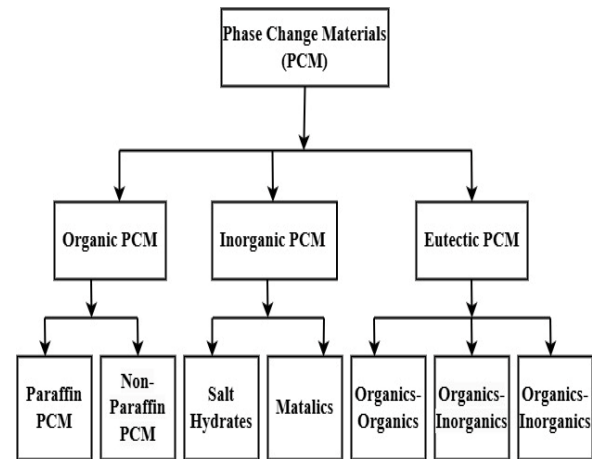 Phase Change Materials
(PCM)
Organic PCM
Inorganic PCM
Eutectic PCM
Paraffin
PCM
Non-
Paraffin
PCM
Salt
Hydrates
Matalics
Organics-
Organics
Organics-
Inorganics
Organics-
Inorganics